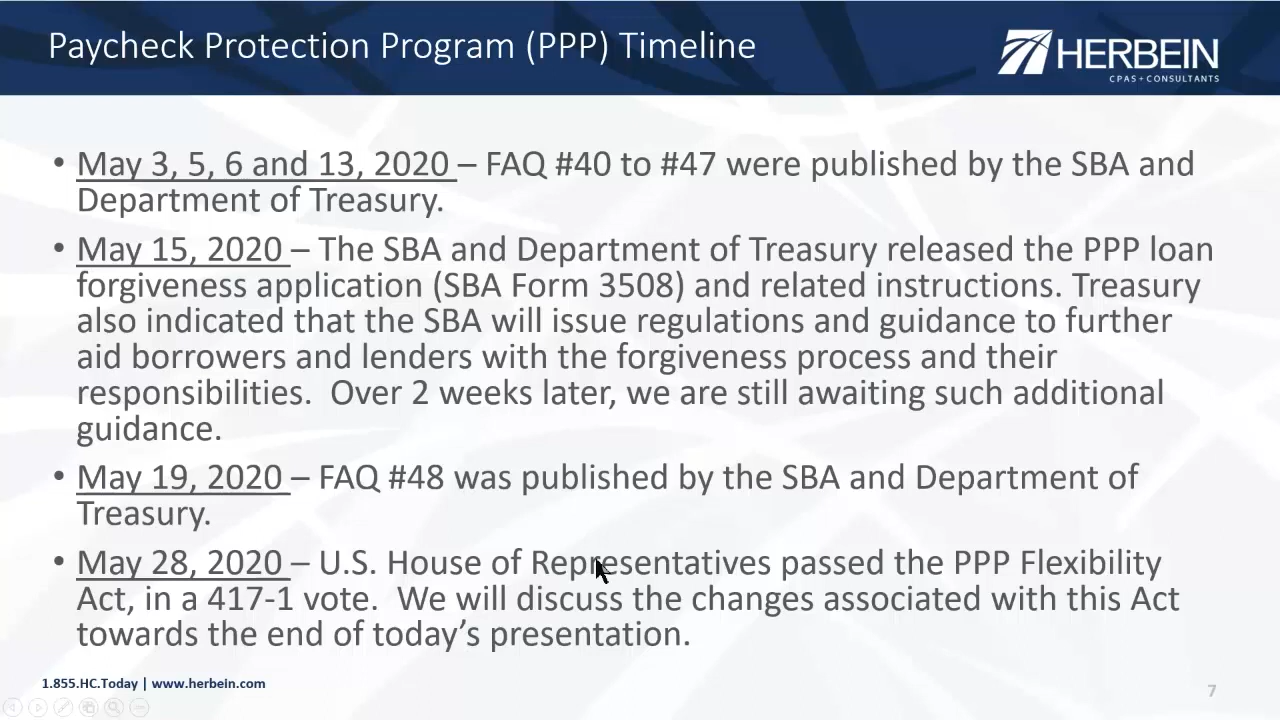 Paycheck Protection Program (PPP) Timeline
HERBEIN
CPAS+CONSULTANTS
• May 3, 5, 6 and 13, 2020 – FAQ #40 to #47 were published by the SBA and
Department of Treasury.
• May 15, 2020 – The SBA and Department of Treasury released the PPP loan
forgiveness application (SBA Form 3508) and related instructions. Treasury
also indicated that the SBA will issue regulations and guidance to further
aid borrowers and lenders with the forgiveness process and their
responsibilities.  Over 2 weeks later, we are still awaiting such additional
guidance.
• May 19, 2020 – FAQ #48 was published by the SBA and Department of
Treasury.
• May 28, 2020 – U.S. House of Representatives passed the PPP Flexibility
Act, in a 417-1 vote.  We will discuss the changes associated with this Act
towards the end of today's presentation.
1.855.HC.Today | www.herbein.com
7